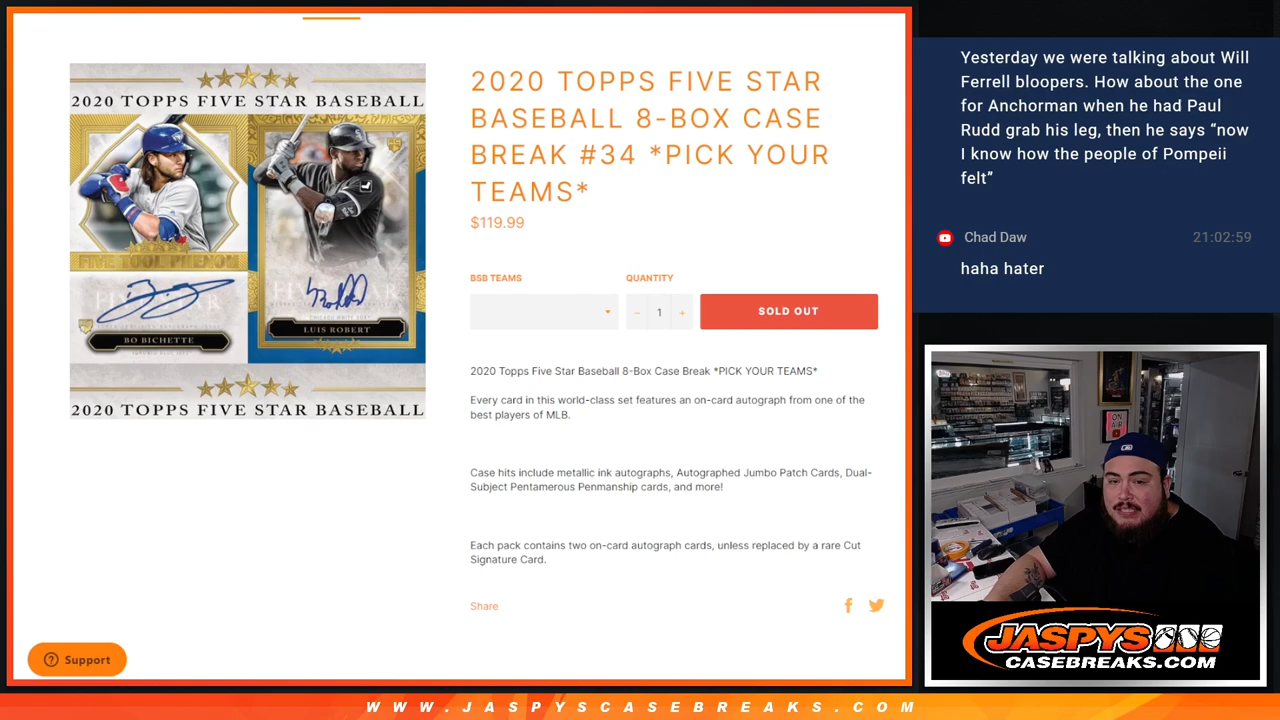 2020 TOPPS FIVE STAR BASEBALL
FIVE TOOL PHENOM
BO BICHETTE
LUIS ROBERT
2020 TOPPS FIVE STAR BASEBALL
2020 TOPPS FIVE STAR
BASEBALL 8-BOX CASE
BREAK #34 *PICK YOUR
TEAMS*
$119.99
BSB TEAMS
QUANTITY
− 1 +
SOLD OUT
2020 Topps Five Star Baseball 8-Box Case Break *PICK YOUR TEAMS*
Every card in this world-class set features an on-card autograph from one of the
best players of MLB.
Case hits include metallic ink autographs, Autographed Jumbo Patch Cards, Dual-
Subject Pentamerous Penmanship cards, and more!
Each pack contains two on-card autograph cards, unless replaced by a rare Cut
Signature Card.
Share
Support
Yesterday we were talking about Will
Ferrell bloopers. How about the one
for Anchorman when he had Paul
Rudd grab his leg, then he says “now
I know how the people of Pompeii
felt”
Chad Daw 21:02:59
haha hater
ON
AIR
JASPYS
CASEBREAKS.COM
WWW.JASPYSCASEBREAKS.COM